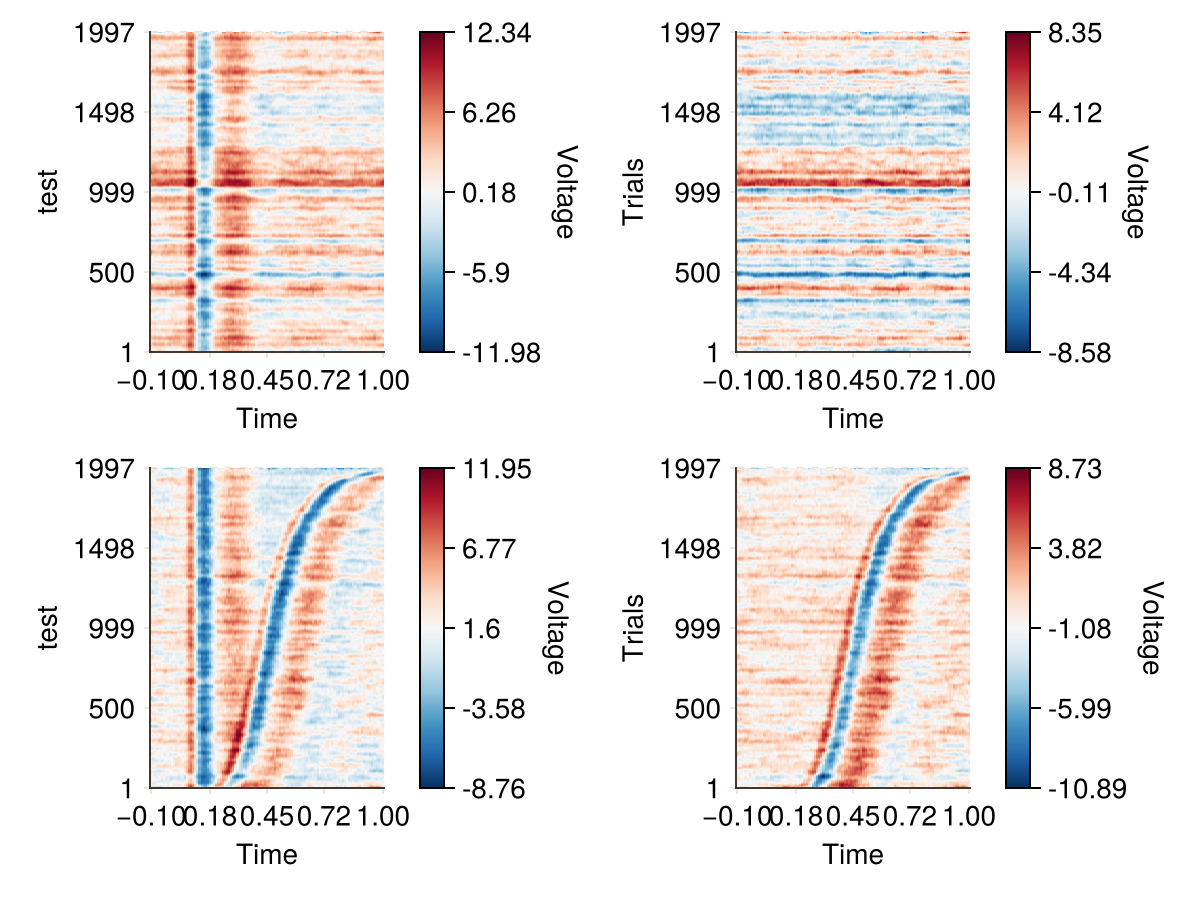 1997
1498
999
500
1
test
−0.10 0.18 0.45 0.72 1.00
Time
12.34
6.26
0.18
-5.9
-11.98
Voltage
1997
1498
999
500
1
Trials
−0.10 0.18 0.45 0.72 1.00
Time
8.35
4.12
-0.11
-4.34
-8.58
Voltage
1997
1498
999
500
1
test
−0.10 0.18 0.45 0.72 1.00
Time
11.95
6.77
1.6
-3.58
-8.76
Voltage
1997
1498
999
500
1
Trials
−0.10 0.18 0.45 0.72 1.00
Time
8.73
3.82
-1.08
-5.99
-10.89
Voltage